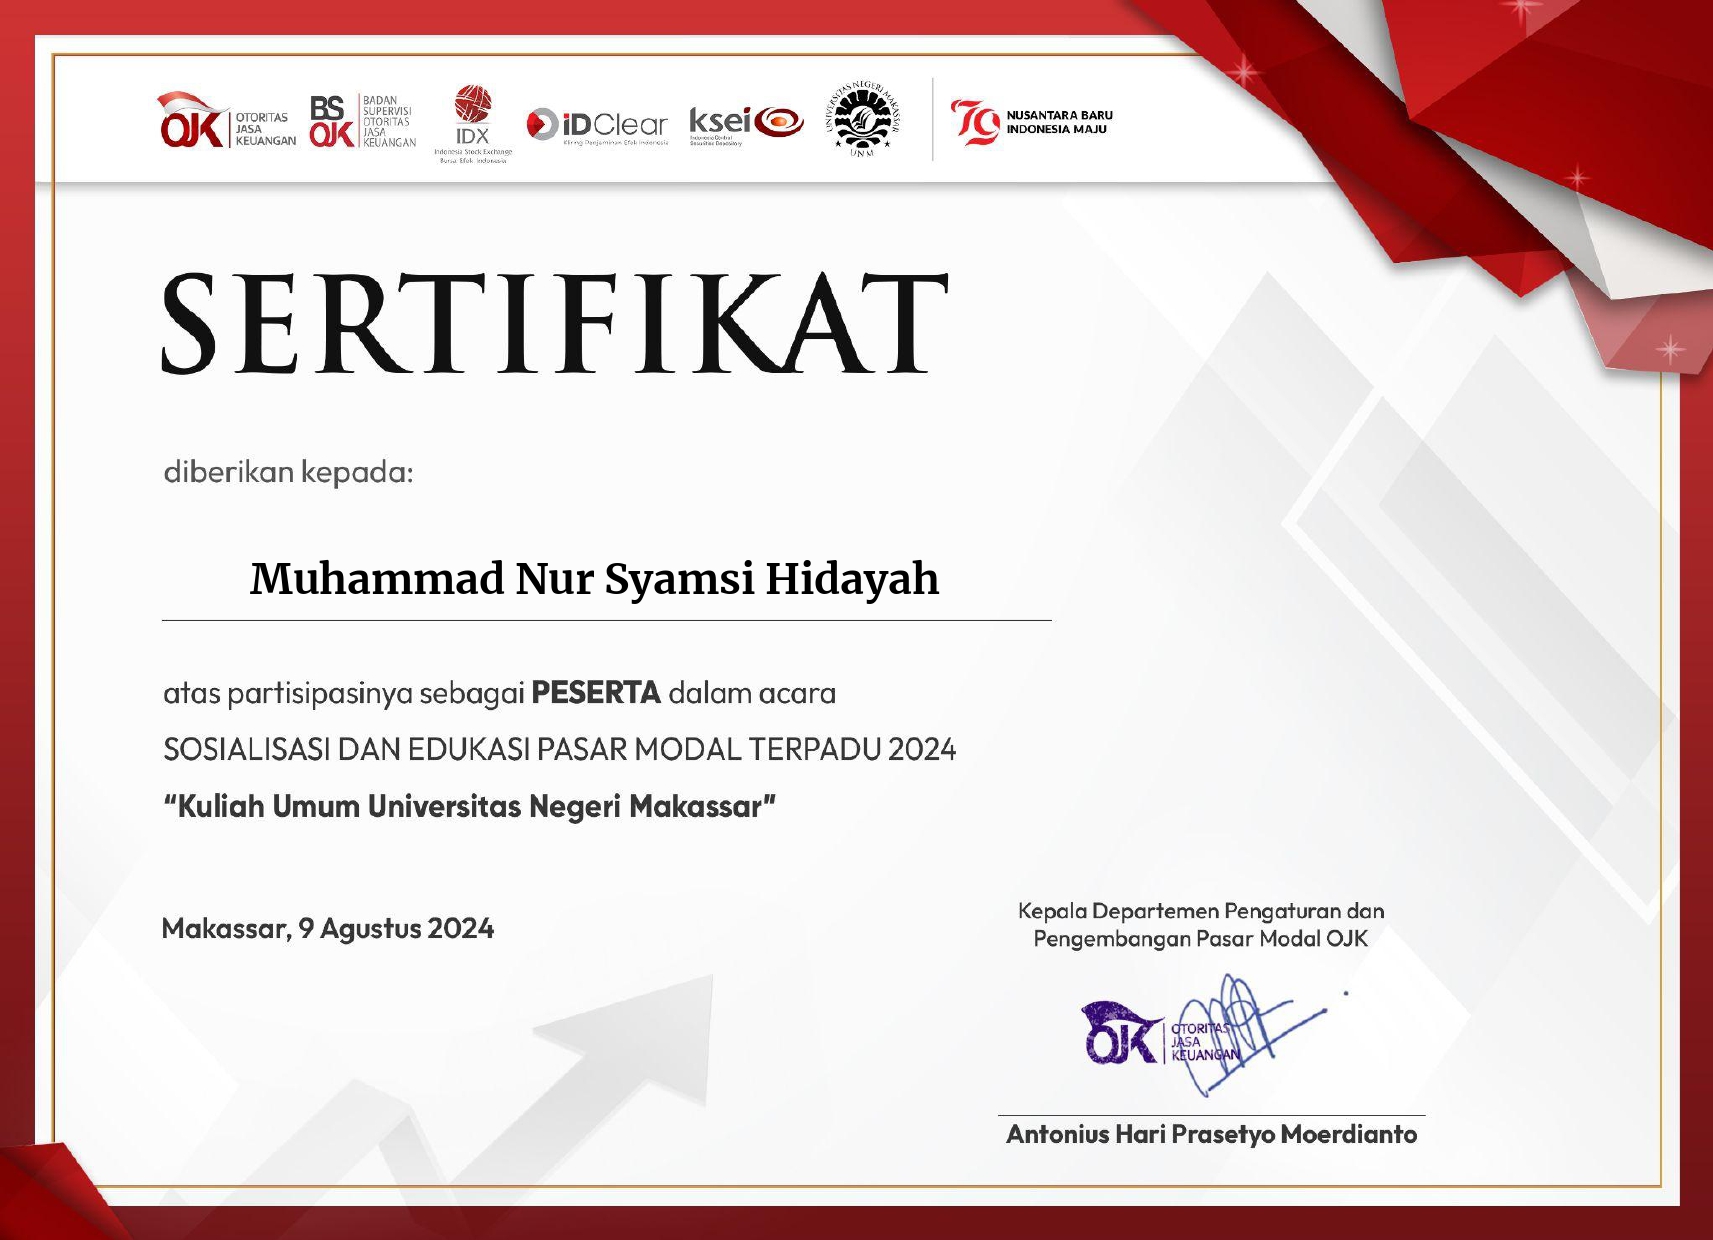 OJK OTORITAS JASA KEUANGAN
BS OJK BADAN SUPERVISI OTORITAS JASA KEUANGAN
IDX
Indonesia Stock Exchange
Bursa Efek Indonesia
iDClear
Kliring Penjaminan Efek Indonesia
ksei
Indonesia Central
Securities Depository
UNIVERSITAS NEGERI MAKASSAR
UNM
79 NUSANTARA BARU
INDONESIA MAJU
SERTIFIKAT
diberikan kepada:
Muhammad Nur Syamsi Hidayah
atas partisipasinya sebagai PESERTA dalam acara
SOSIALISASI DAN EDUKASI PASAR MODAL TERPADU 2024
“Kuliah Umum Universitas Negeri Makassar”
Makassar, 9 Agustus 2024
Kepala Departemen Pengaturan dan
Pengembangan Pasar Modal OJK
OJK OTORITAS JASA KEUANGAN
Antonius Hari Prasetyo Moerdianto